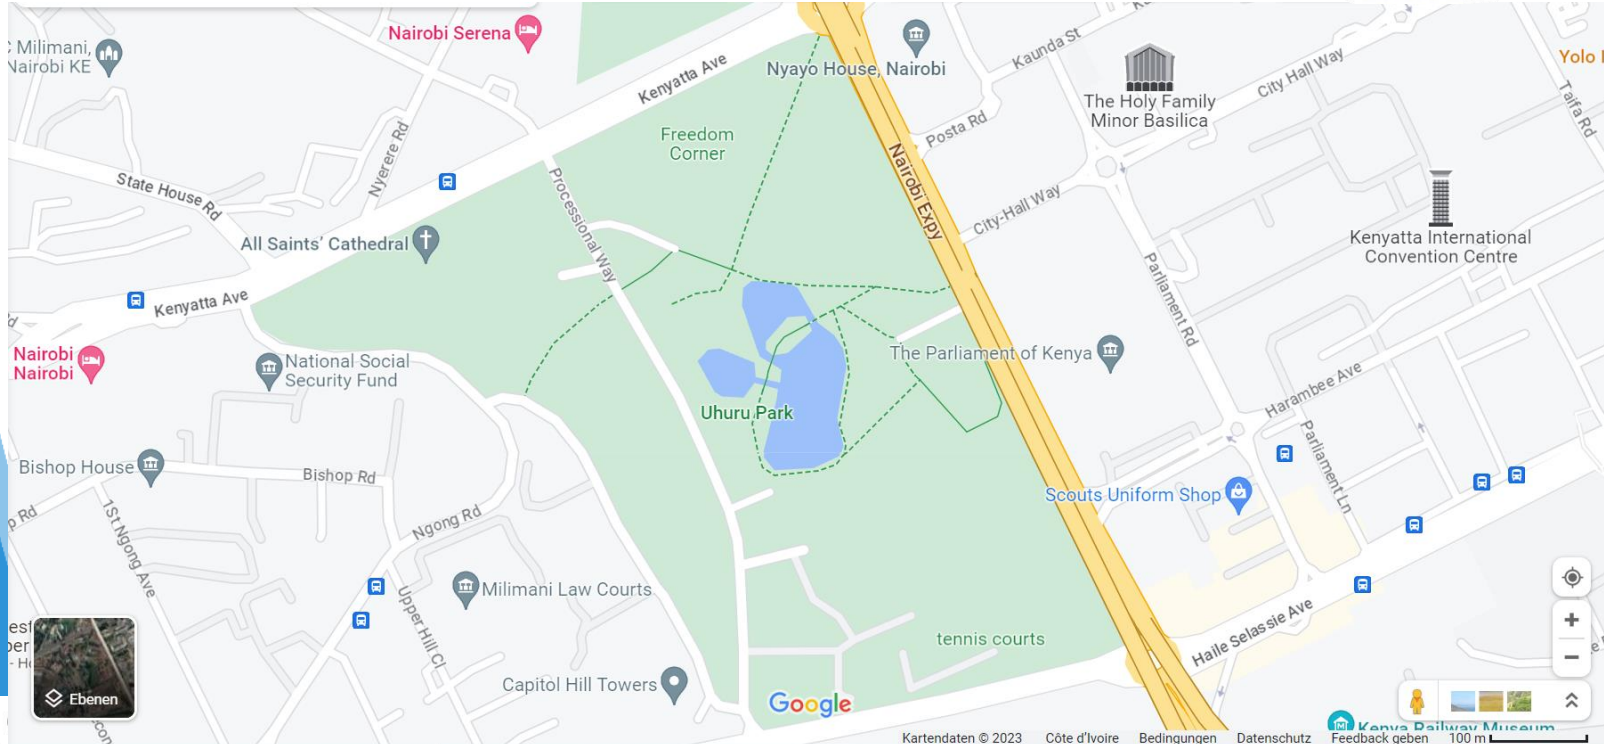 Nairobi Serena
C Milimani,
Nairobi KE
Nyayo House, Nairobi
Kaunda St
The Holy Family
Minor Basilica
City Hall Way
Yolo
Taifa Rd
Kenyatta Ave
Freedom
Corner
Posta Rd
Nyerere Rd
State House Rd
Processional Way
Nairobi Expy
City-Hall Way
Kenyatta International
Convention Centre
All Saints' Cathedral
Parliament Rd
Kenyatta Ave
Nairobi
Nairobi
National Social
Security Fund
The Parliament of Kenya
Harambee Ave
Uhuru Park
Parliament Ln
Bishop House
Bishop Rd
Scouts Uniform Shop
p Rd
1St Ngong Ave
Ngong Rd
Milimani Law Courts
Upper Hill Cl
tennis courts
Haile Selassie Ave
Capitol Hill Towers
Ebenen
Google
Kenya Railway Museum
Kartendaten © 2023 Côte d'Ivoire Bedingungen Datenschutz Feedback geben 100 m